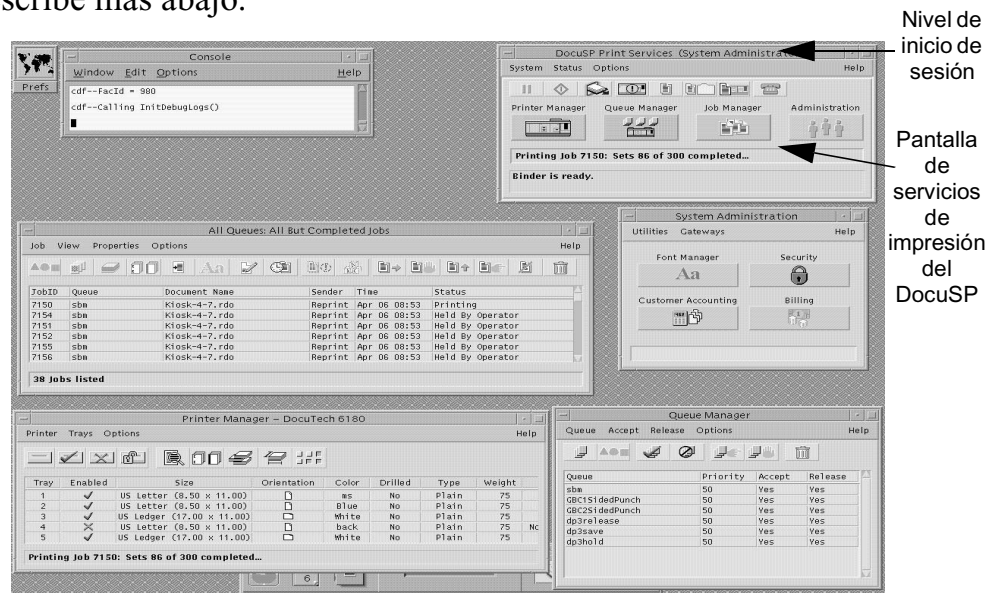 scribe más abajo.
Nivel de
inicio de
sesión
Pantalla
de
servicios
de
impresión
del
DocuSP
Prefs
Console
Window Edit Options Help
cdf--FacId = 980
cdf--Calling InitDebugLogs()
DocuSP Print Services (System Administrat
System Status Options Help
Printer Manager Queue Manager Job Manager Administration
Printing Job 7150: Sets 86 of 300 completed...
Binder is ready.
All Queues: All But Completed Jobs
Job View Properties Options Help
Aa
JobID Queue Document Name Sender Time Status
7150 sbm Kiosk-4-7.rdo Reprint Apr 06 08:53 Printing
7154 sbm Kiosk-4-7.rdo Reprint Apr 06 08:53 Held By Operator
7151 sbm Kiosk-4-7.rdo Reprint Apr 06 08:53 Held By Operator
7152 sbm Kiosk-4-7.rdo Reprint Apr 06 08:53 Held By Operator
7155 sbm Kiosk-4-7.rdo Reprint Apr 06 08:53 Held By Operator
7156 sbm Kiosk-4-7.rdo Reprint Apr 06 08:53 Held By Operator
38 Jobs listed
System Administration
Utilities Gateways Help
Font Manager Security
Aa
Customer Accounting Billing
Printer Manager – DocuTech 6180
Printer Trays Options Help
Tray Enabled Size Orientation Color Drilled Type Weight
1 US Letter (8.50 x 11.00) ms No Plain 75
2 US Letter (8.50 x 11.00) Blue No Plain 75
3 US Ledger (17.00 x 11.00) White No Plain 75
4 US Letter (8.50 x 11.00) back No Plain 75 Nc
5 US Ledger (17.00 x 11.00) White No Plain 75
Printing Job 7150: Sets 86 of 300 completed...
Queue Manager
Queue Accept Release Options Help
Queue Priority Accept Release
sbm 50 Yes Yes
GBC1SidedPunch 50 Yes Yes
GBC2SidedPunch 50 Yes Yes
dp3release 50 Yes Yes
dp3save 50 Yes Yes
dp3hold 50 Yes Yes
6